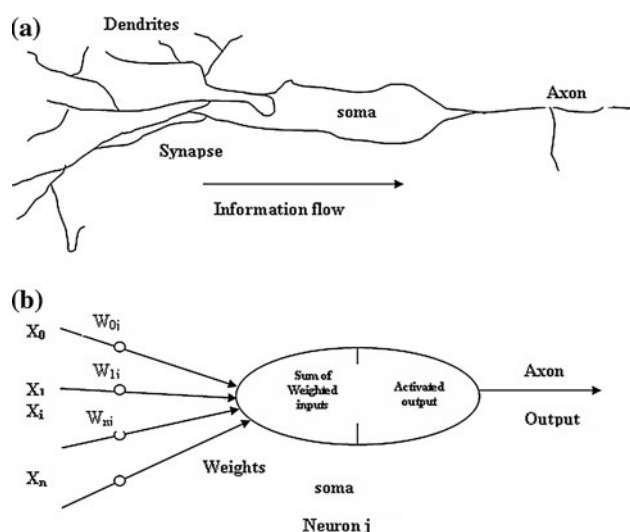 (a)
Dendrites
Axon
soma
Synapse
Information flow
(b)
X0
W0i
X1
W1i
Xi
Wni
Xn
Weights
Sum of
Weighted
inputs
Activated
output
Axon
Output
soma
Neuron j